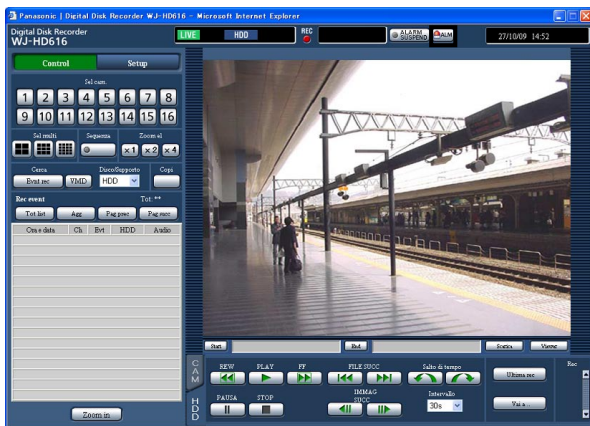 Panasonic | Digital Disk Recorder WJ-HD616 - Microsoft Internet Explorer
Digital Disk Recorder
WJ-HD616
LIVE HDD REC ALARM SUSPEND ALM 27/10/09 14:52
Control Setup
Sel cam.
1 2 3 4 5 6 7 8
9 10 11 12 13 14 15 16
Sel multi Sequenza Zoom el
x1 x2 x4
Cerca Disco/Supporto Copi
Evnt rec VMD HDD
Rec event Tot: **
Tot list Agg Pag prec Pag succ
Ora e data Ch Evt HDD Audio
Zoom in
Start End Scarica Viewer
CAM
HDD
REW PLAY FF FILE SUCC Salto di tempo Rec
Ultima rec
PAUSA STOP IMMAG SUCC Intervallo
30s Vai a ...